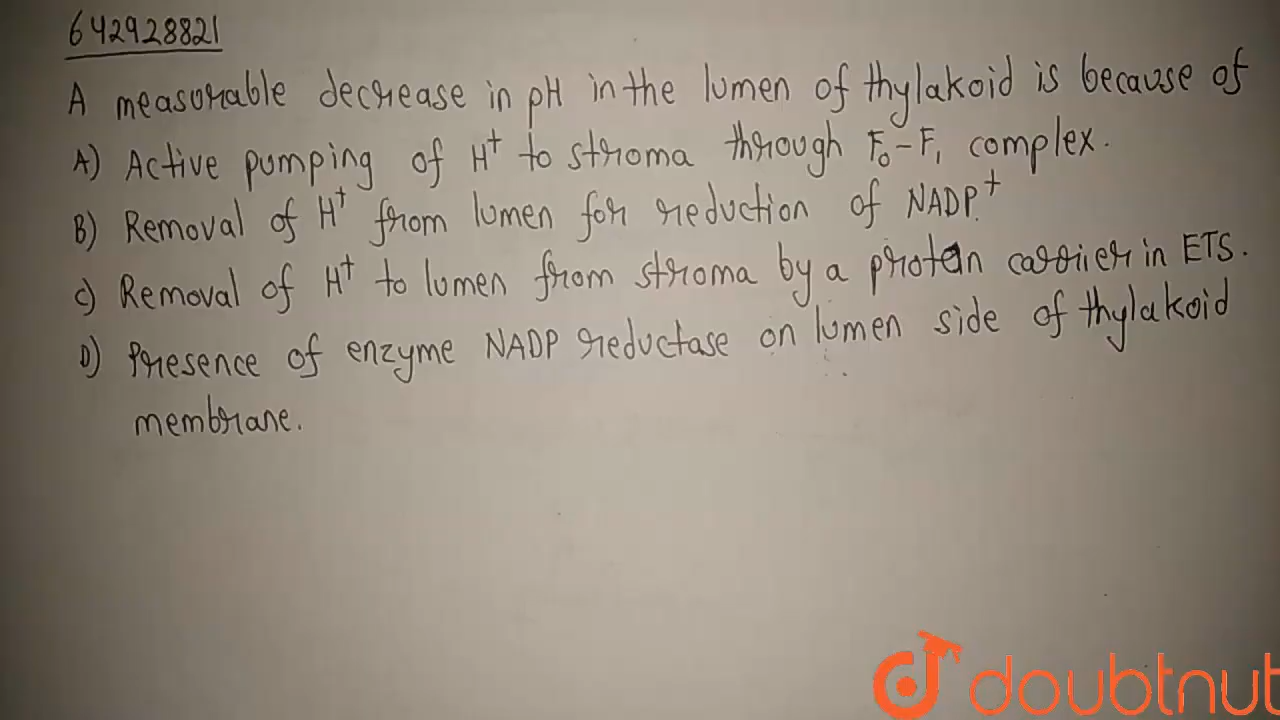 642928821
A measurable decrease in pH in the lumen of thylakoid is because of
A) Active pumping of H+ to stroma through F0-F1 complex.
B) Removal of H+ from lumen for reduction of NADP.+
C) Removal of H+ to lumen from stroma by a protan carrier in ETS.
D) Presence of enzyme NADP reductase on lumen side of thylakoid
membrane.
doubtnut